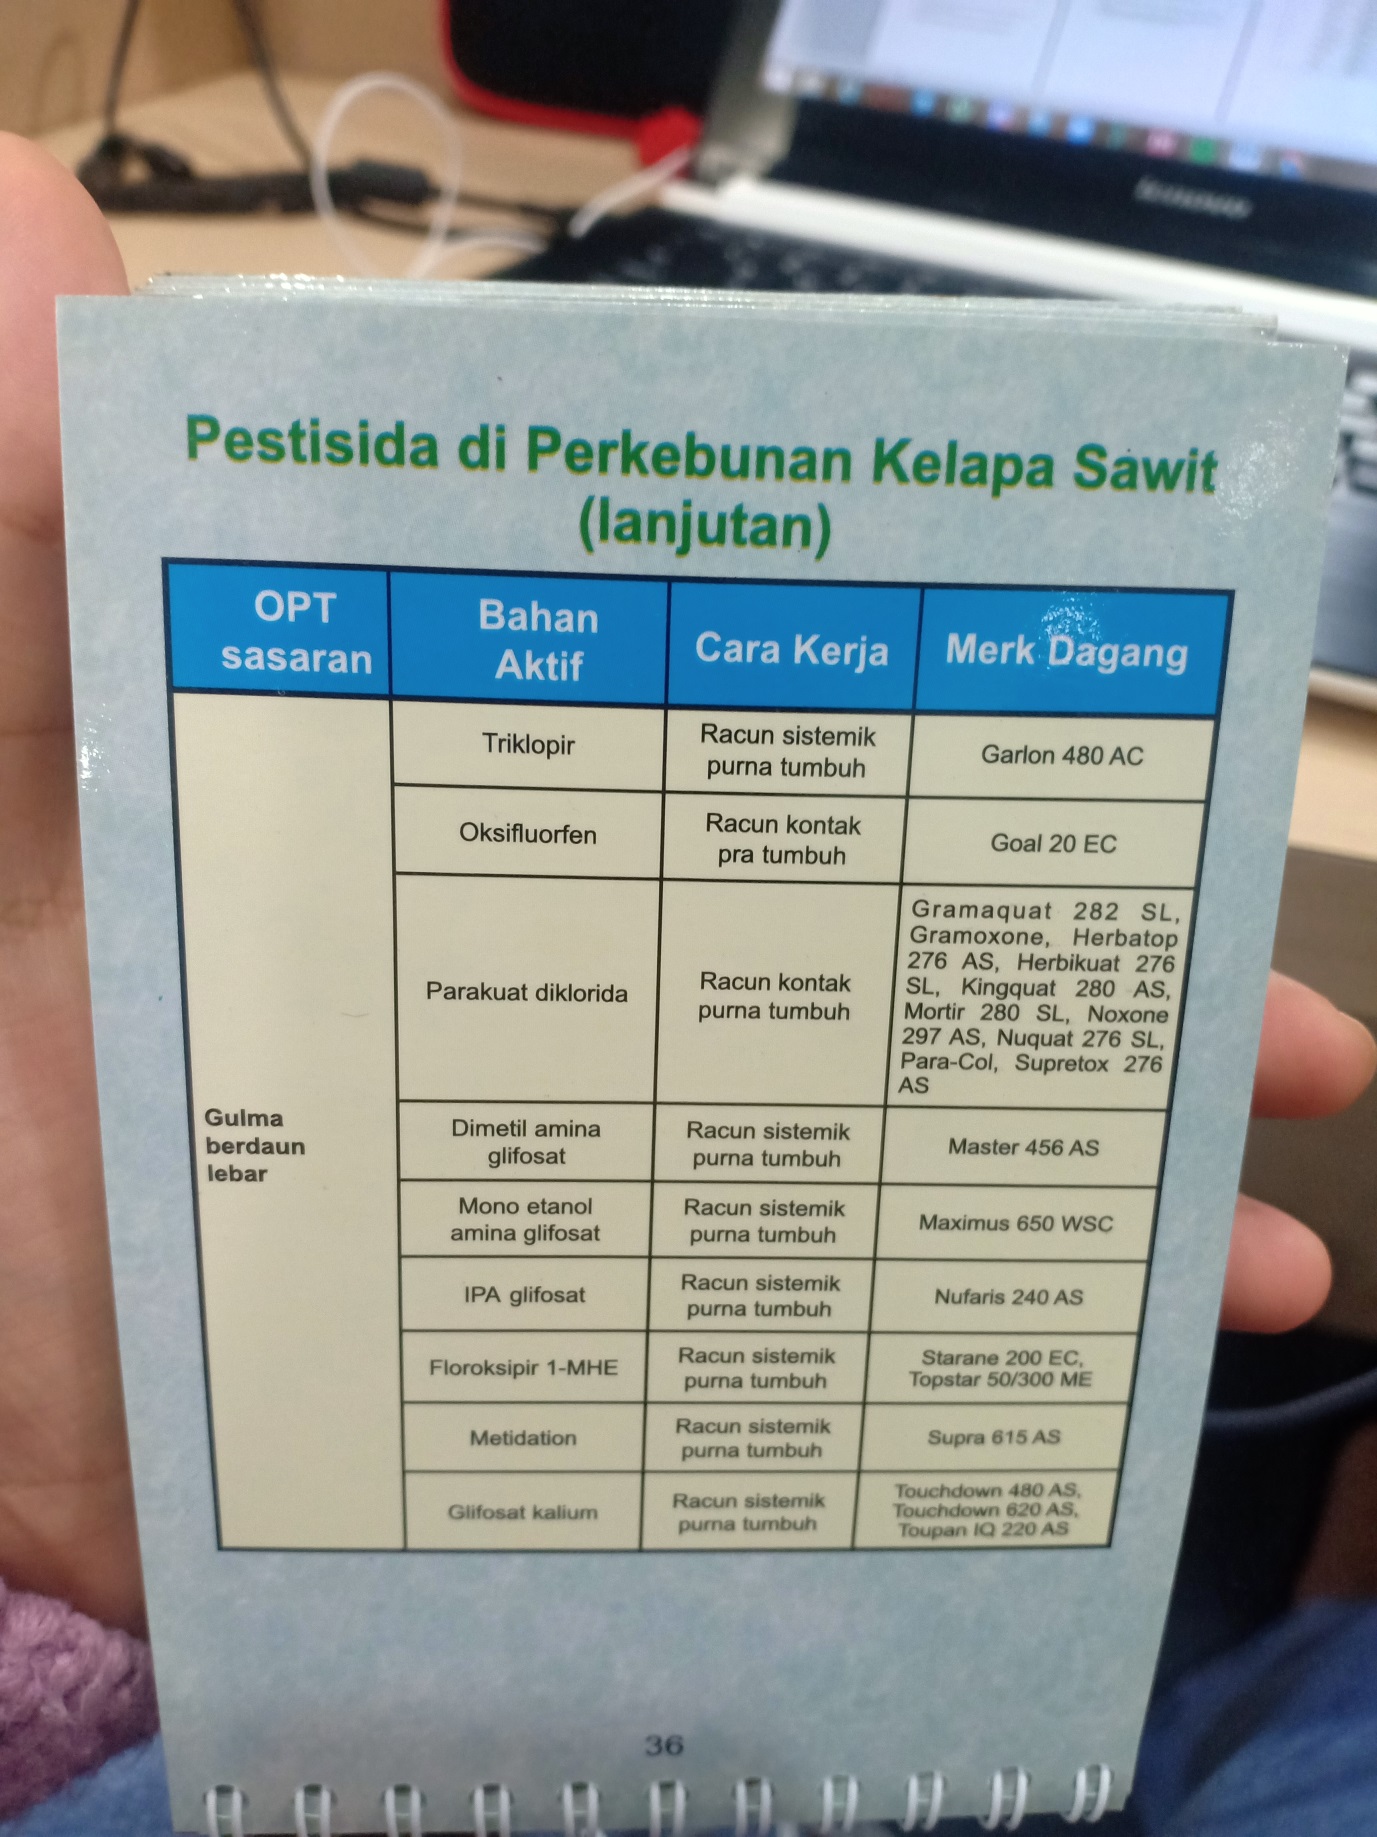 lenovo
Pestisida di Perkebunan Kelapa Sawit
(lanjutan)
OPT
sasaran
Bahan
Aktif
Cara Kerja
Merk Dagang
Gulma
berdaun
lebar
Triklopir
Racun sistemik
purna tumbuh
Garlon 480 AC
Oksifluorfen
Racun kontak
pra tumbuh
Goal 20 EC
Parakuat diklorida
Racun kontak
purna tumbuh
Gramaquat 282 SL,
Gramoxone, Herbatop
276 AS, Herbikuat 276
SL, Kingquat 280 AS,
Mortir 280 SL, Noxone
297 AS, Nuquat 276 SL,
Para-Col, Supretox 276
AS
Dimetil amina
glifosat
Racun sistemik
purna tumbuh
Master 456 AS
Mono etanol
amina glifosat
Racun sistemik
purna tumbuh
Maximus 650 WSC
IPA glifosat
Racun sistemik
purna tumbuh
Nufaris 240 AS
Floroksipir 1-MHE
Racun sistemik
purna tumbuh
Starane 200 EC,
Topstar 50/300 ME
Metidation
Racun sistemik
purna tumbuh
Supra 615 AS
Glifosat kalium
Racun sistemik
purna tumbuh
Touchdown 480 AS,
Touchdown 620 AS,
Toupan IQ 220 AS
36